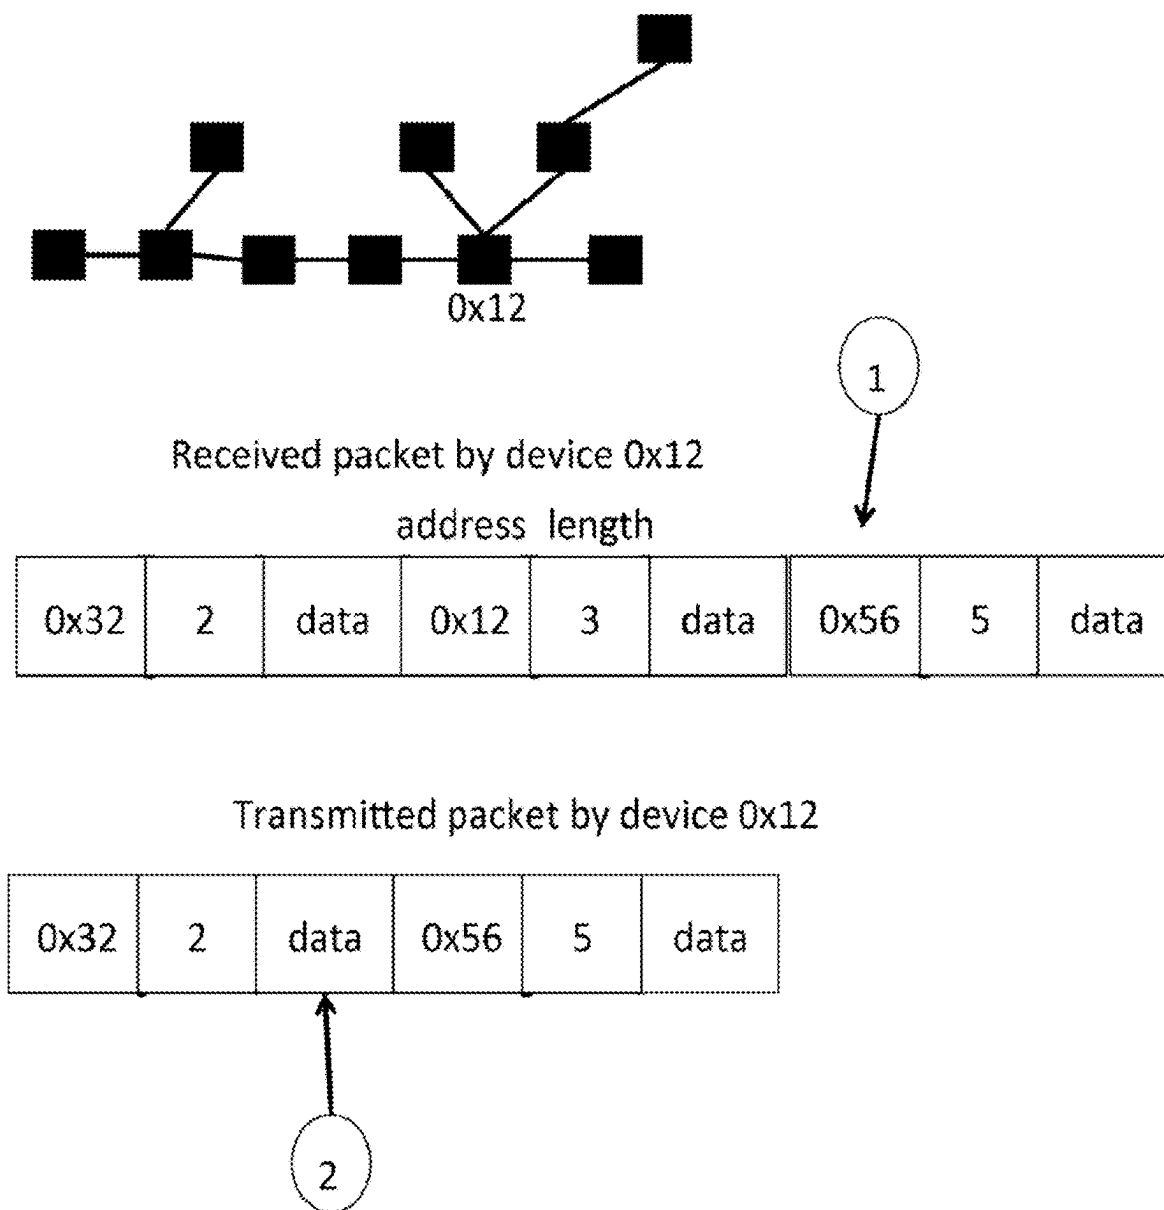 0x12
1
Received packet by device 0x12
address length
0x32 2 data 0x12 3 data 0x56 5 data
Transmitted packet by device 0x12
0x32 2 data 0x56 5 data
2